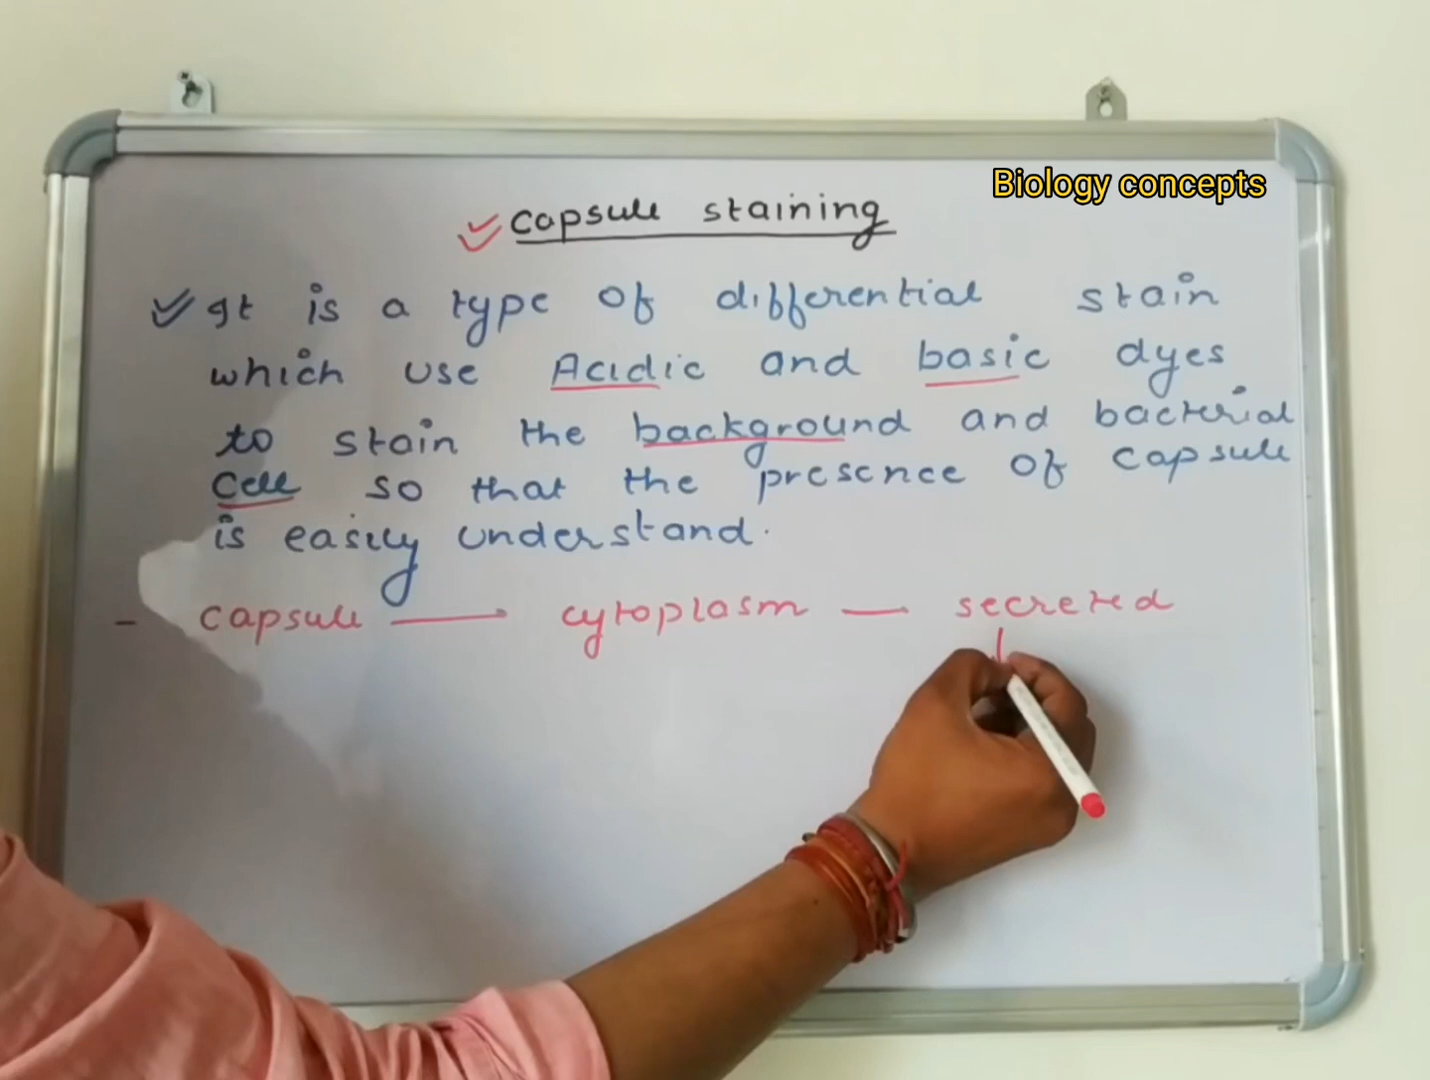 Biology concepts
capsule staining
It is a type of differential stain
which use Acidic and basic dyes
to stain the background and bacterial
cell so that the presence of capsule
is easily understand.
- capsule — cytoplasm — secreted